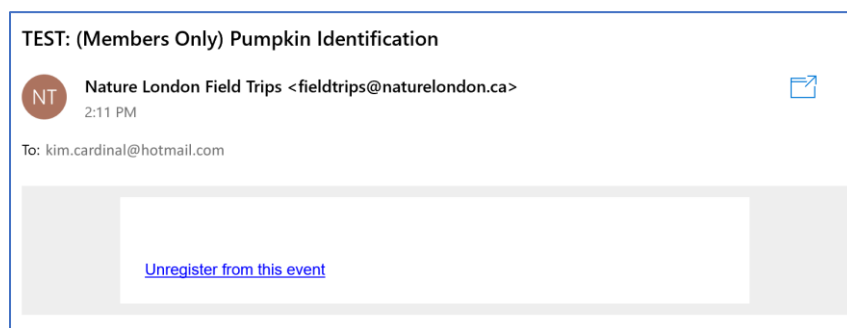 TEST: (Members Only) Pumpkin Identification
NT
Nature London Field Trips <fieldtrips@naturelondon.ca>
2:11 PM
To: kim.cardinal@hotmail.com
Unregister from this event